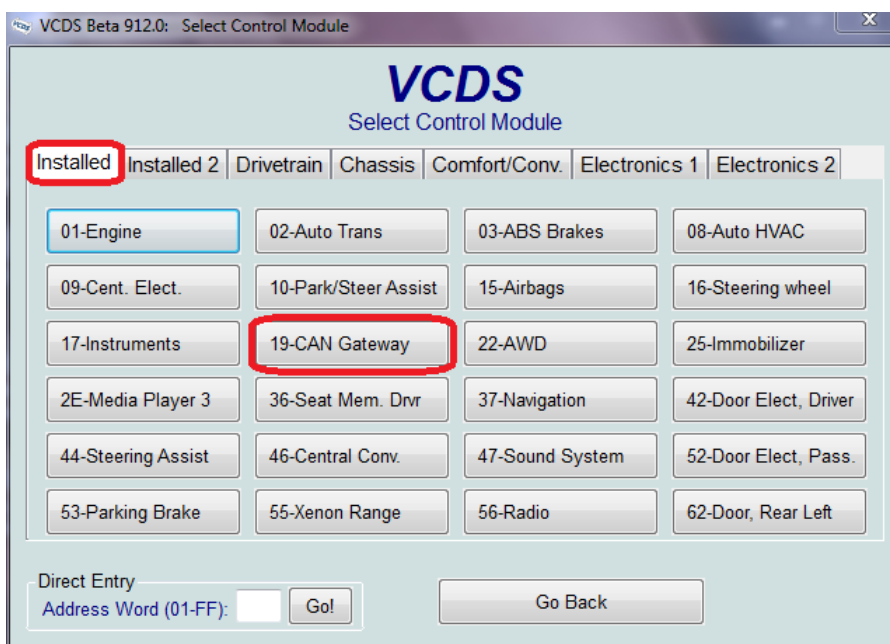 VCDS Beta 912.0: Select Control Module
X
VCDS
Select Control Module
Installed Installed 2 Drivetrain Chassis Comfort/Conv. Electronics 1 Electronics 2
01-Engine 02-Auto Trans 03-ABS Brakes 08-Auto HVAC
09-Cent. Elect. 10-Park/Steer Assist 15-Airbags 16-Steering wheel
17-Instruments 19-CAN Gateway 22-AWD 25-Immobilizer
2E-Media Player 3 36-Seat Mem. Drvr 37-Navigation 42-Door Elect, Driver
44-Steering Assist 46-Central Conv. 47-Sound System 52-Door Elect, Pass.
53-Parking Brake 55-Xenon Range 56-Radio 62-Door, Rear Left
Direct Entry
Address Word (01-FF): Go! Go Back